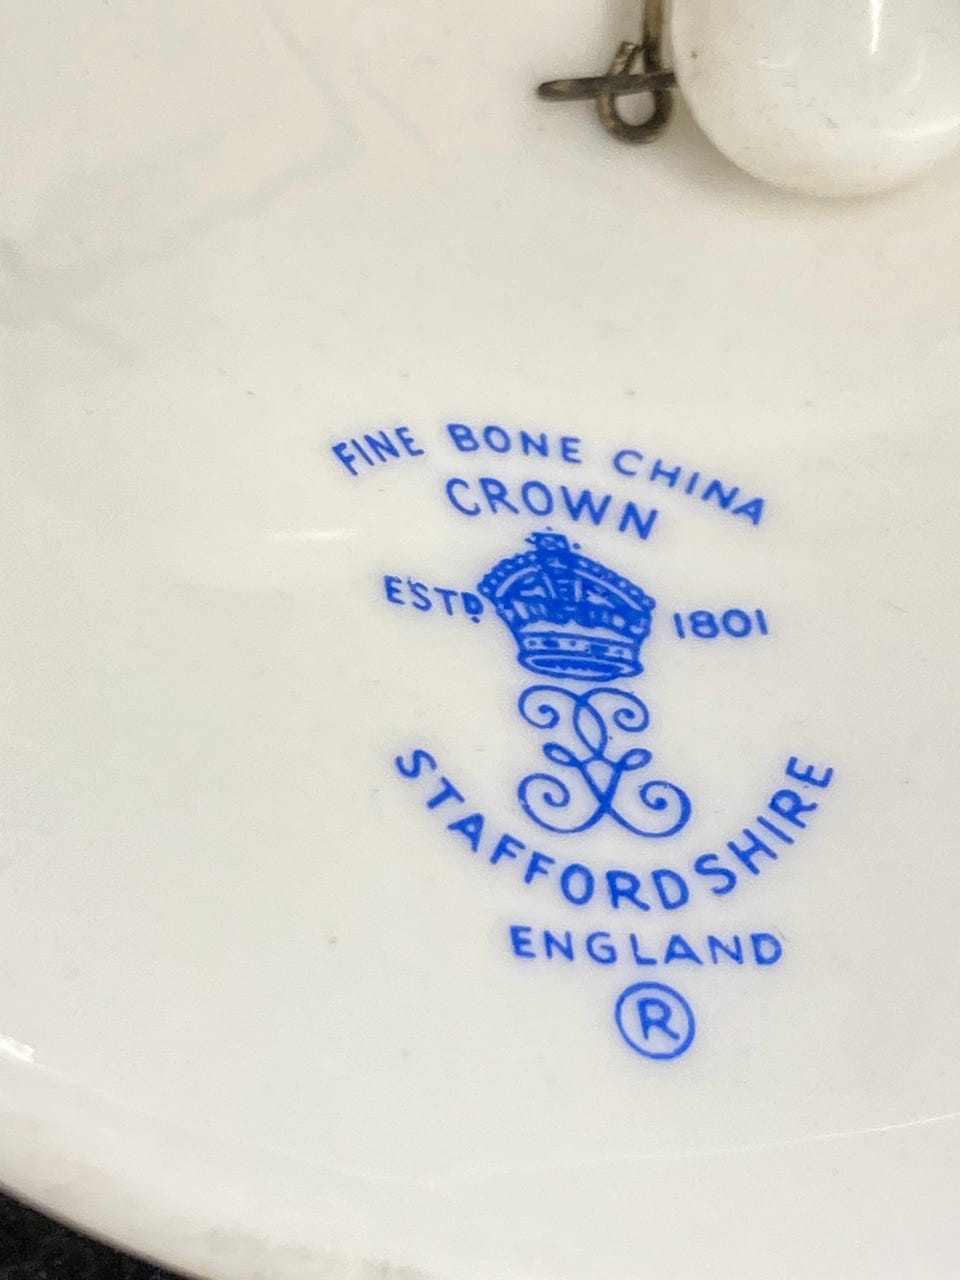 FINE BONE CHINA
CROWN
ESTD. 1801
STAFFORDSHIRE
ENGLAND
®